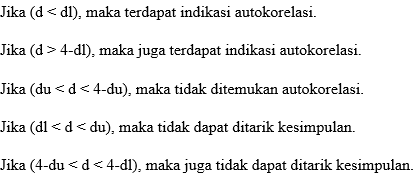 Jika (d < dl), maka terdapat indikasi autokorelasi.
Jika (d > 4-dl), maka juga terdapat indikasi autokorelasi.
Jika (du < d < 4-du), maka tidak ditemukan autokorelasi.
Jika (dl < d < du), maka tidak dapat ditarik kesimpulan.
Jika (4-du < d < 4-dl), maka juga tidak dapat ditarik kesimpulan.